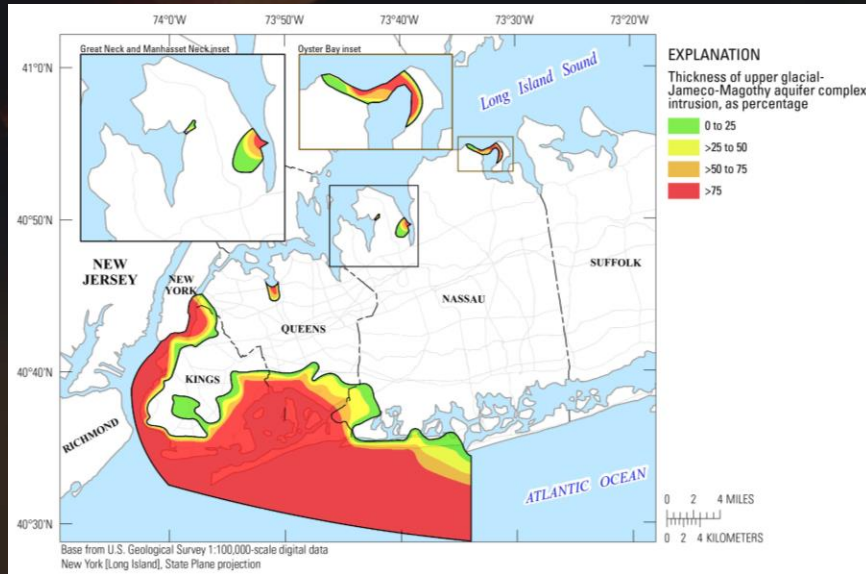 74°0'W 73°50'W 73°40'W 73°30'W 73°20'W
Great Neck and Manhasset Neck inset
Oyster Bay inset
41°0'N
40°50'N
40°40'N
40°30'N
Long Island Sound
NEW
JERSEY
NEW
YORK
QUEENS
NASSAU
SUFFOLK
KINGS
RICHMOND
ATLANTIC OCEAN
EXPLANATION
Thickness of upper glacial-
Jameco-Magothy aquifer complex
intrusion, as percentage
0 to 25
>25 to 50
>50 to 75
>75
0 2 4 MILES
0 2 4 KILOMETERS
Base from U.S. Geological Survey 1:100,000-scale digital data
New York [Long Island], State Plane projection